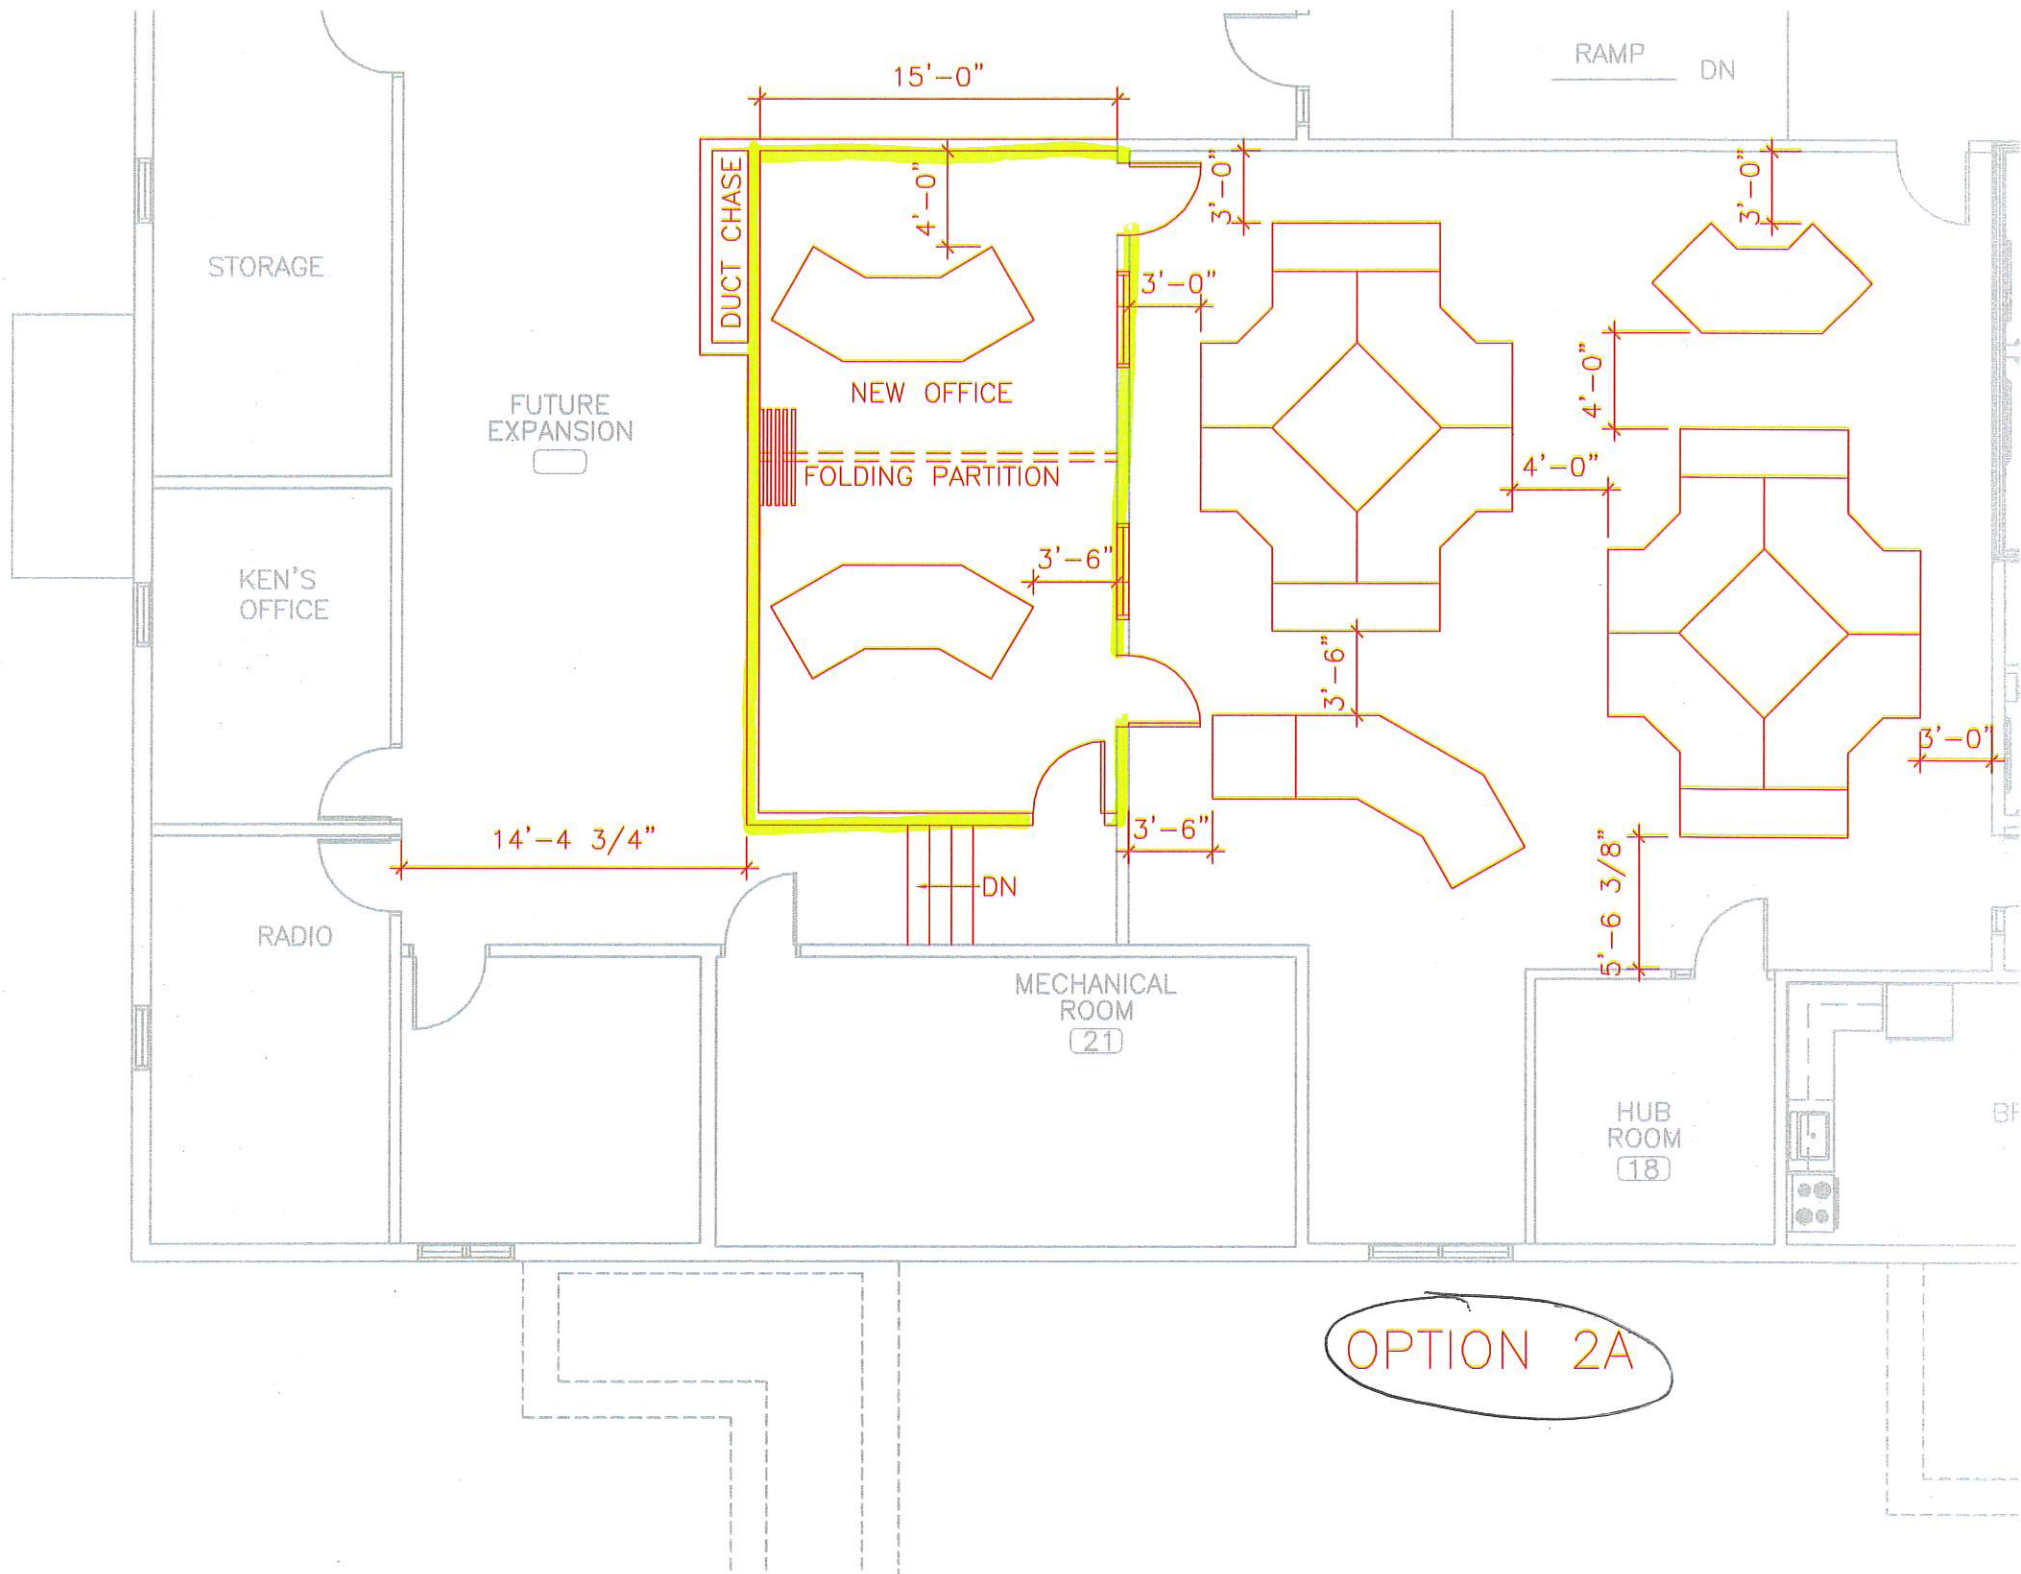 RAMP
DN
15'-0"
DUCT CHASE
4'-0"
3'-0"
3'-0"
STORAGE
3'-0"
NEW OFFICE
4'-0"
FUTURE
EXPANSION
FOLDING PARTITION
4'-0"
3'-6"
KEN'S
OFFICE
3'-6"
3'-0"
14'-4 3/4"
3'-6"
5'-6 3/8"
DN
RADIO
MECHANICAL
ROOM
21
HUB
ROOM
18
OPTION 2A